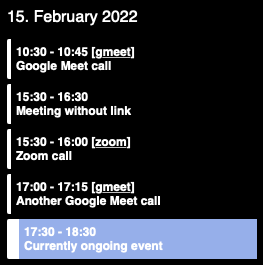 15. February 2022
10:30 - 10:45 [gmeet]
Google Meet call
15:30 - 16:30
Meeting without link
15:30 - 16:00 [zoom]
Zoom call
17:00 - 17:15 [gmeet]
Another Google Meet call
17:30 - 18:30
Currently ongoing event